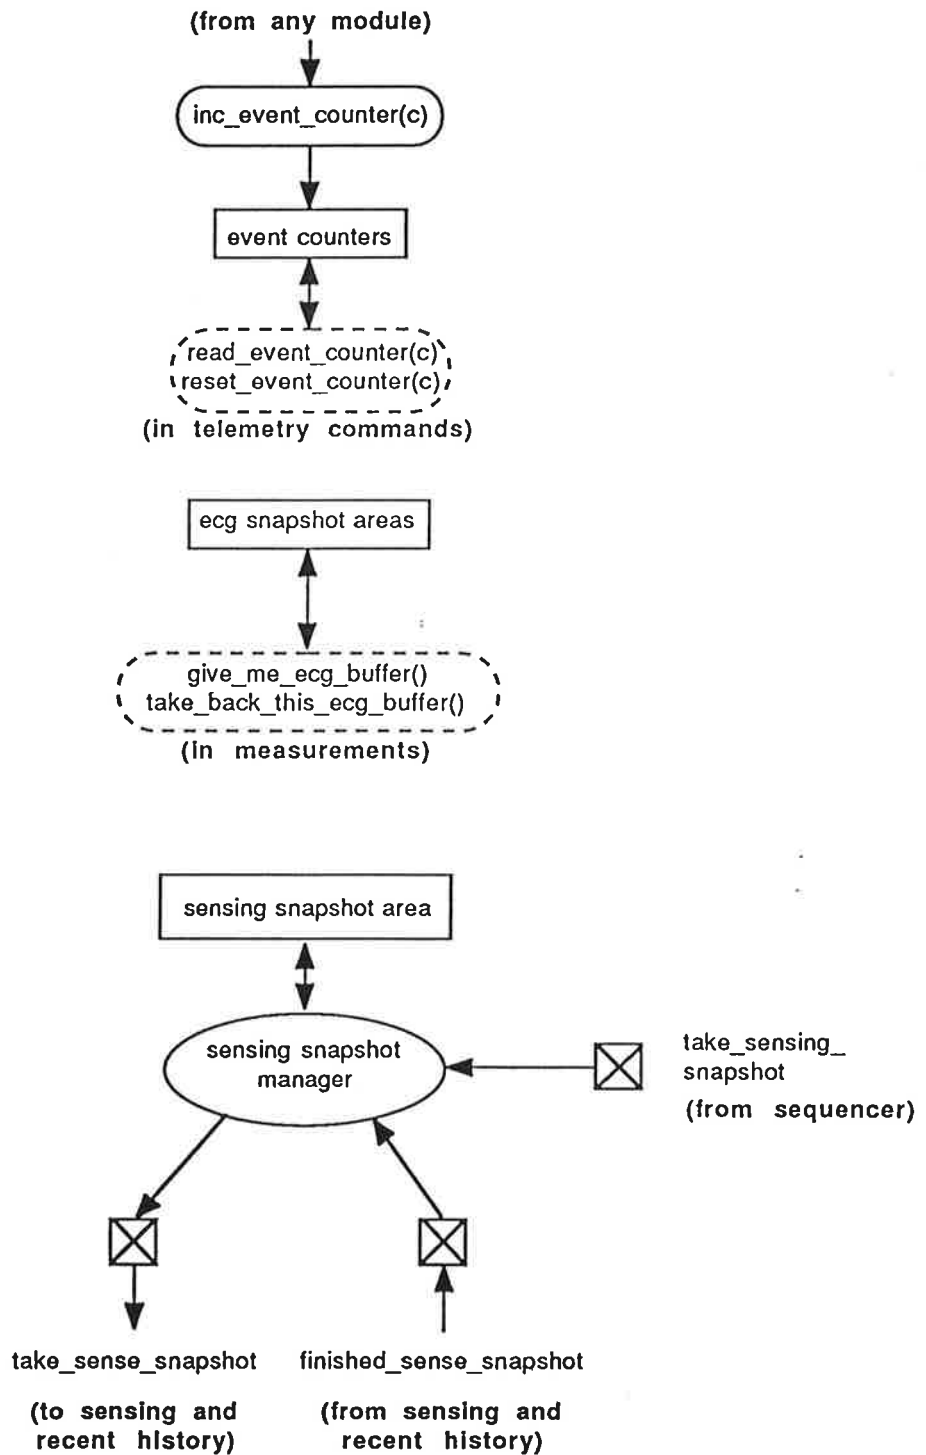 (from any module)
inc_event_counter(c)
event counters
read_event_counter(c)
reset_event_counter(c)
(in telemetry commands)
ecg snapshot areas
give_me_ecg_buffer()
take_back_this_ecg_buffer()
(in measurements)
sensing snapshot area
sensing snapshot
manager
take_sensing_
snapshot
(from sequencer)
take_sense_snapshot
(to sensing and
recent history)
finished_sense_snapshot
(from sensing and
recent history)